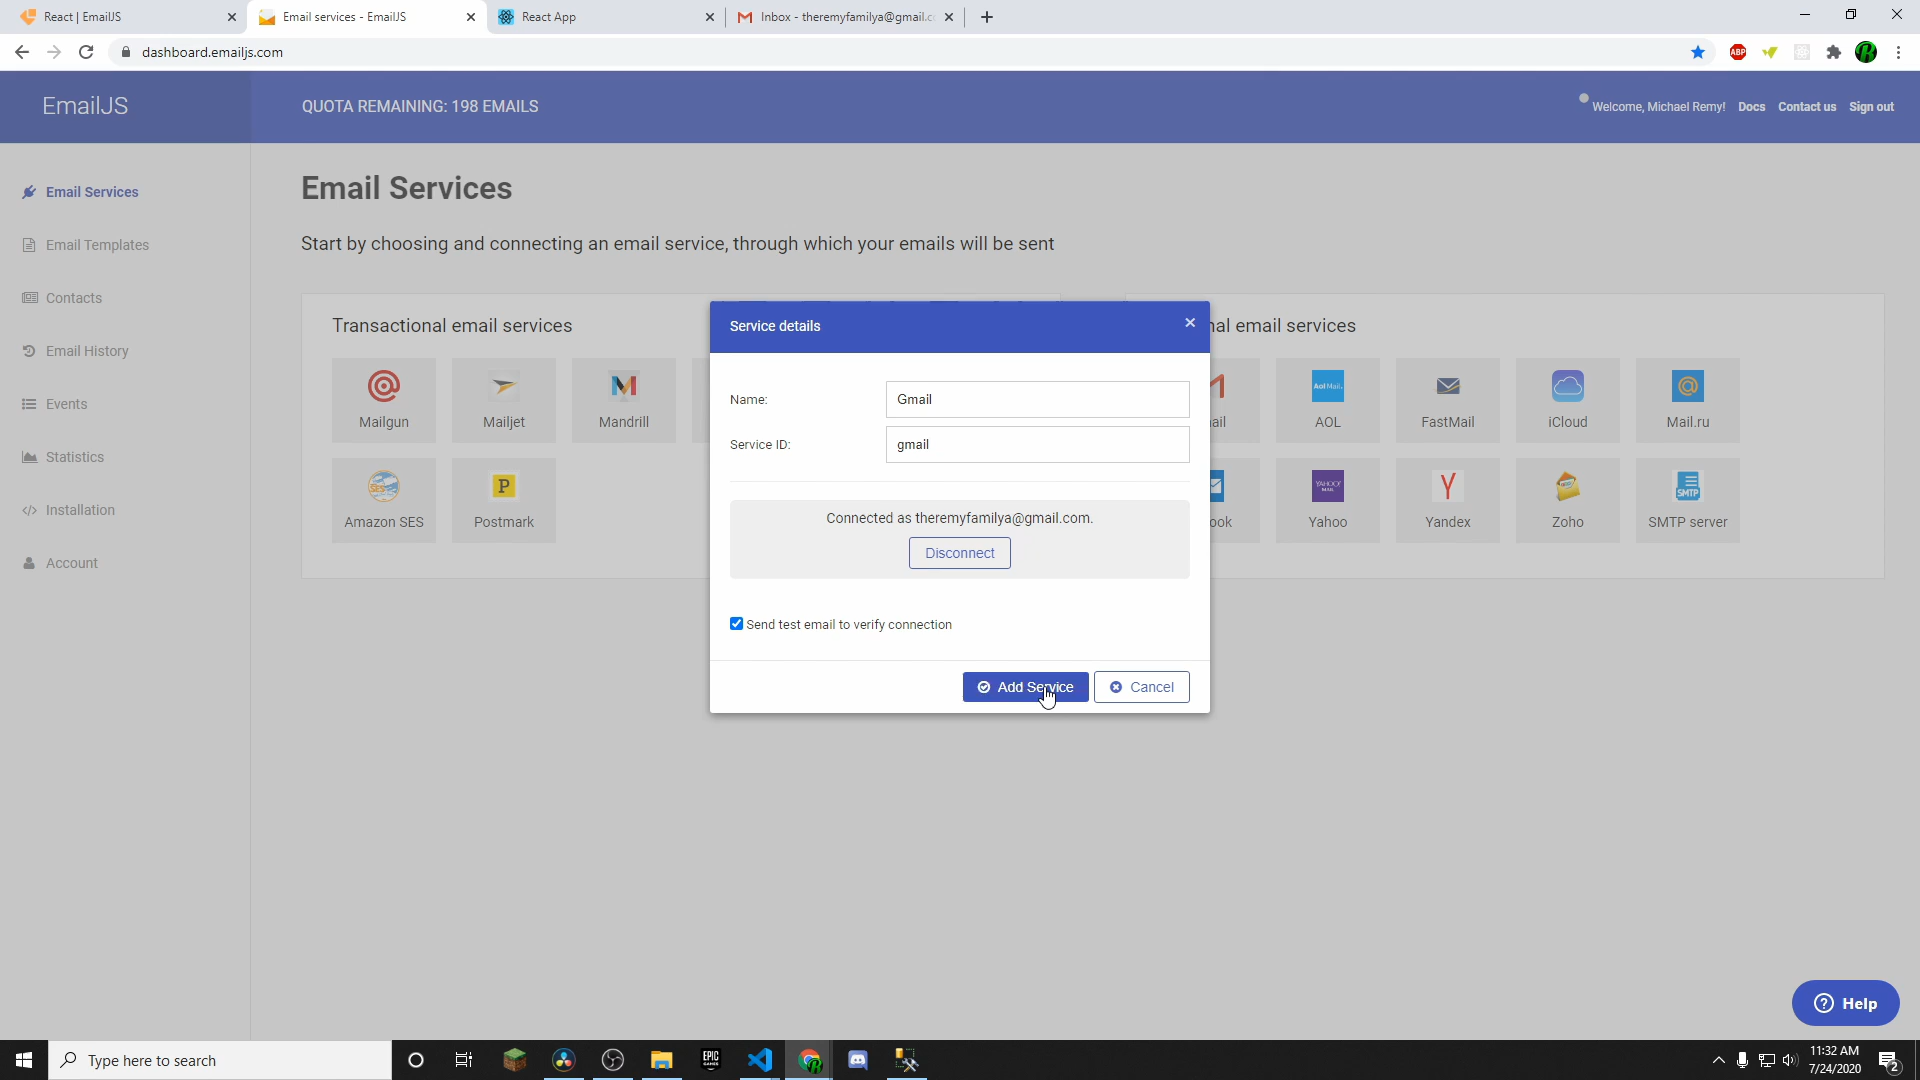 React | EmailJS
Email services - EmailJS
React App
Inbox - theremyfamilya@gmail.c
dashboard.emailjs.com
ABP
EmailJS
QUOTA REMAINING: 198 EMAILS
Welcome, Michael Remy!
Docs
Contact us
Sign out
Email Services
Email Templates
Contacts
Email History
Events
Statistics
Installation
Account
Email Services
Start by choosing and connecting an email service, through which your emails will be sent
Transactional email services
Mailgun
Mailjet
Mandrill
Amazon SES
Postmark
nal email services
ail
AOL
FastMail
iCloud
Mail.ru
ook
Yahoo
Yandex
Zoho
SMTP server
Service details
Name:
Gmail
Service ID:
gmail
Connected as theremyfamilya@gmail.com.
Disconnect
Send test email to verify connection
Add Service
Cancel
Help
Type here to search
EPIC
GAMES
11:32 AM
7/24/2020
2